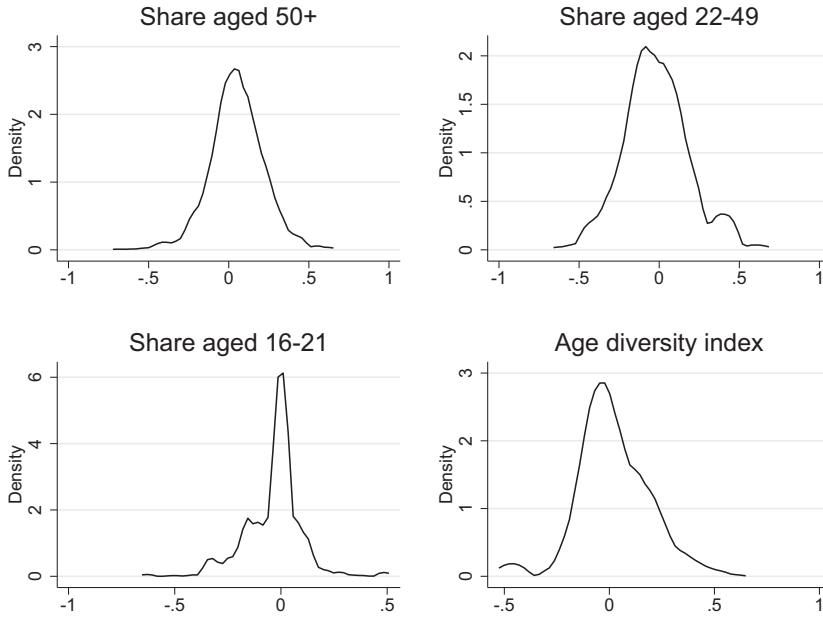 Share aged 50+
Share aged 22-49
Density
0 1 2 3
-1 -.5 0 .5 1
Density
0 .5 1 1.5 2
-1 -.5 0 .5 1
Share aged 16-21
Age diversity index
Density
0 2 4 6
-1 -.5 0 .5
Density
0 1 2 3
-.5 0 .5 1